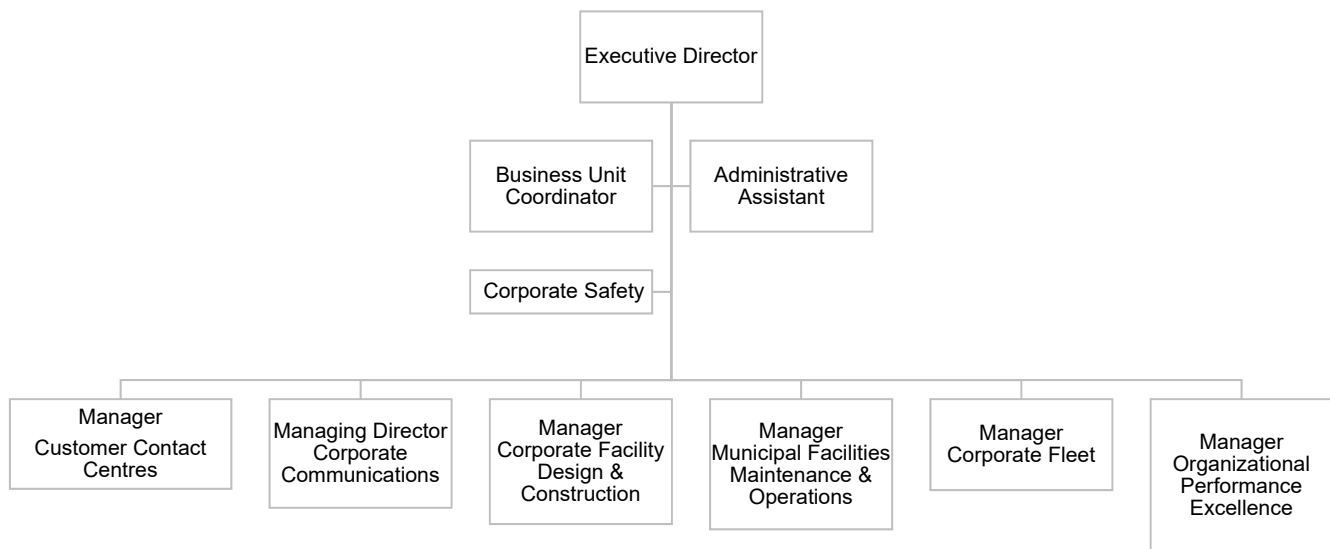 Executive Director
Business Unit
Coordinator
Administrative
Assistant
Corporate Safety
Manager
Customer Contact
Centres
Managing Director
Corporate
Communications
Manager
Corporate Facility
Design &
Construction
Manager
Municipal Facilities
Maintenance &
Operations
Manager
Corporate Fleet
Manager
Organizational
Performance
Excellence